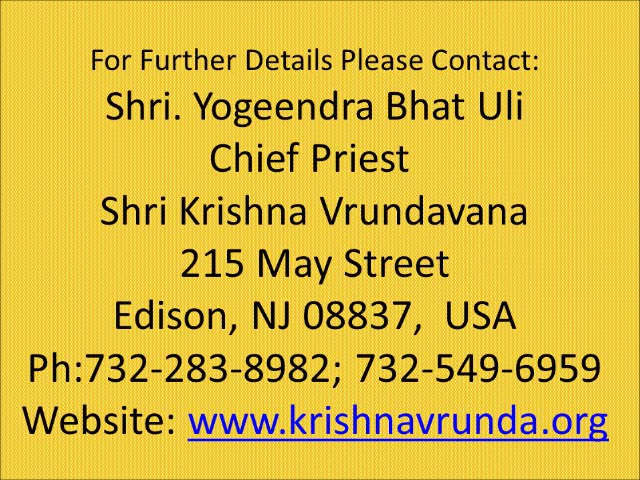 For Further Details Please Contact:
Shri. Yogeendra Bhat Uli
Chief Priest
Shri Krishna Vrundavana
215 May Street
Edison, NJ 08837,  USA
Ph:732-283-8982; 732-549-6959
Website: www.krishnavrunda.org